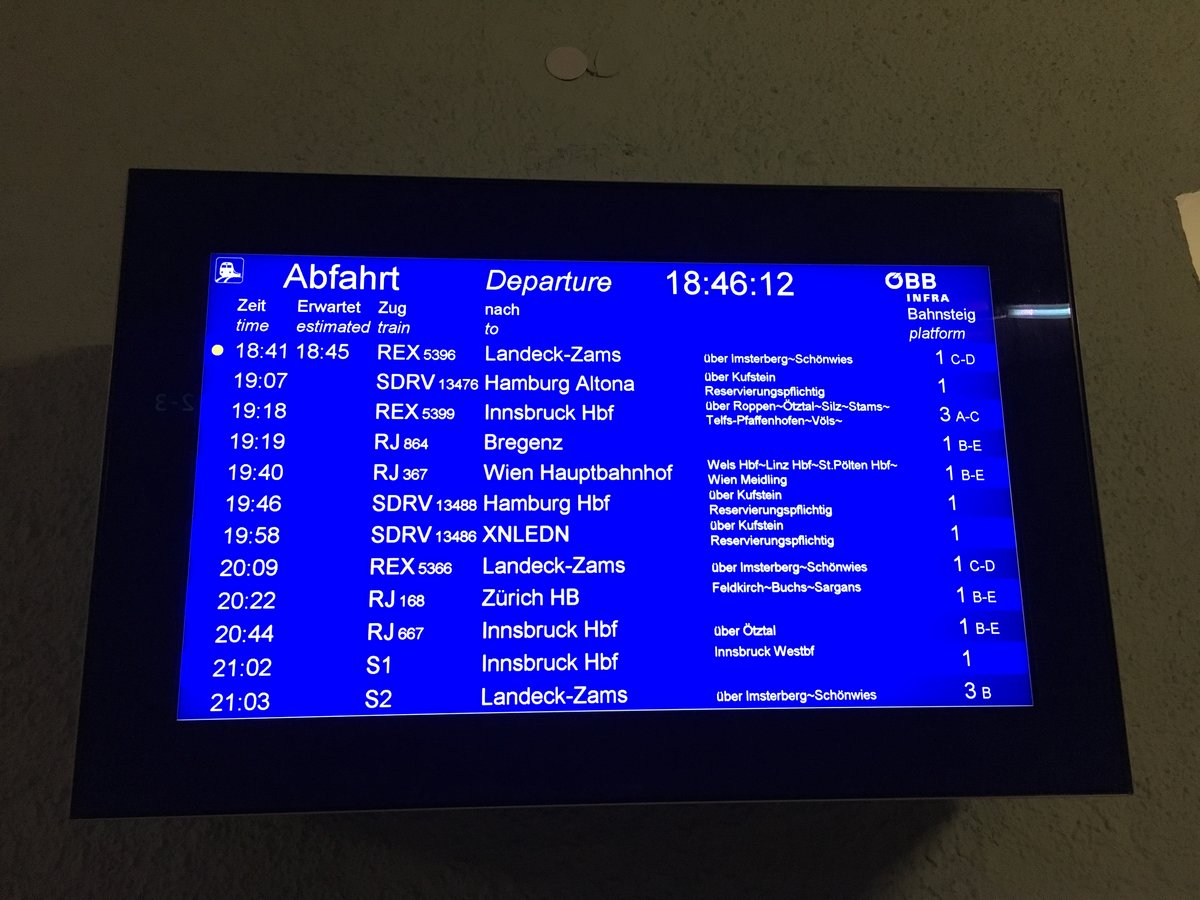 Abfahrt Departure 18:46:12 ÖBB
INFRA
Zeit Erwartet Zug nach Bahnsteig
time estimated train to platform
18:41 18:45 REX 5396 Landeck-Zams über Imsterberg~Schönwies 1 C-D
19:07 SDRV 13476 Hamburg Altona über Kufstein 1
Reservierungspflichtig
19:18 REX 5399 Innsbruck Hbf über Roppen~Ötztal~Silz~Stams~ 3 A-C
Telfs-Pfaffenhofen~Völs~
19:19 RJ 864 Bregenz 1 B-E
19:40 RJ 367 Wien Hauptbahnhof Wels Hbf~Linz Hbf~St.Pölten Hbf~ 1 B-E
Wien Meidling
19:46 SDRV 13488 Hamburg Hbf über Kufstein 1
Reservierungspflichtig
19:58 SDRV 13486 XNLEDN über Kufstein 1
Reservierungspflichtig
20:09 REX 5366 Landeck-Zams über Imsterberg~Schönwies 1 C-D
20:22 RJ 168 Zürich HB Feldkirch~Buchs~Sargans 1 B-E
20:44 RJ 667 Innsbruck Hbf über Ötztal 1 B-E
21:02 S1 Innsbruck Hbf Innsbruck Westbf 1
21:03 S2 Landeck-Zams über Imsterberg~Schönwies 3 B